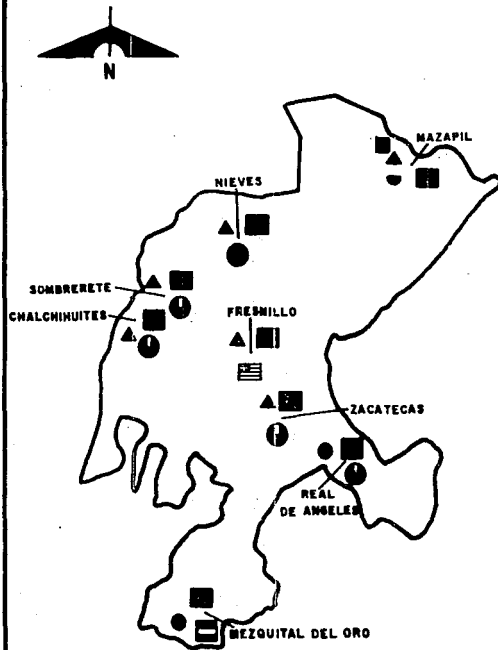 N
MAZAPIL
NIEVES
SOMBRERETE
CHALCHIHUITES
FRESNILLO
ZACATECAS
REAL
DE ANGELES
MEZQUITAL DEL ORO